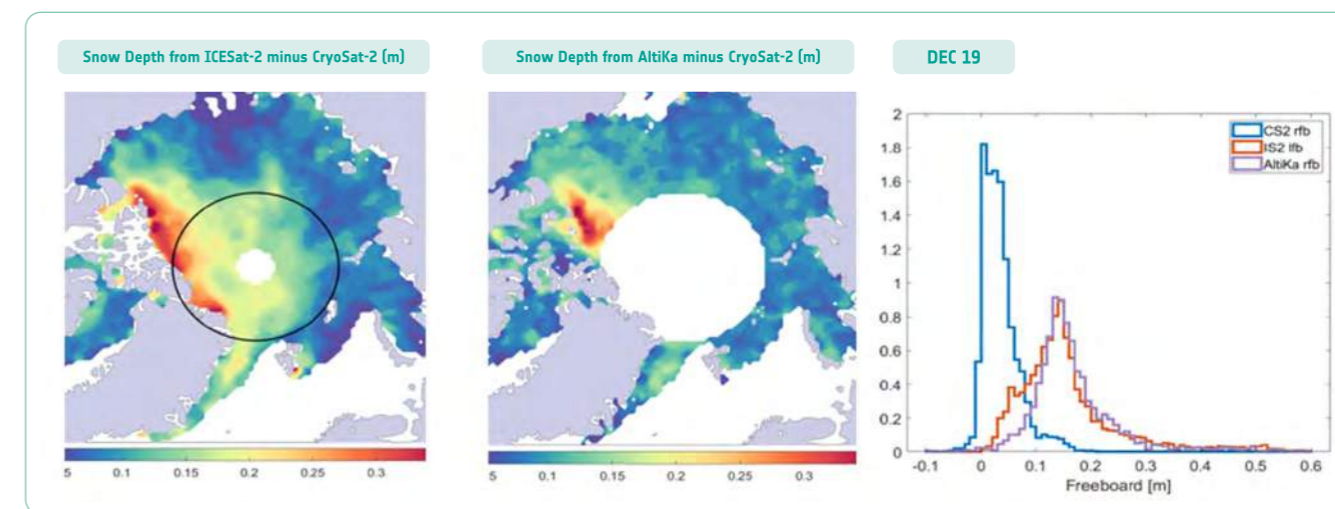 Snow Depth from ICESat-2 minus CryoSat-2 (m)
Snow Depth from AltiKa minus CryoSat-2 (m)
DEC 19
5 0.1 0.15 0.2 0.25 0.3
5 0.1 0.15 0.2 0.25 0.3
2
1.8
1.6
1.4
1.2
1
0.8
0.6
0.4
0.2
0
CS2 rfb
IS2 lfb
AltiKa rfb
-0.1 0 0.1 0.2 0.3 0.4 0.5 0.6
Freeboard [m]